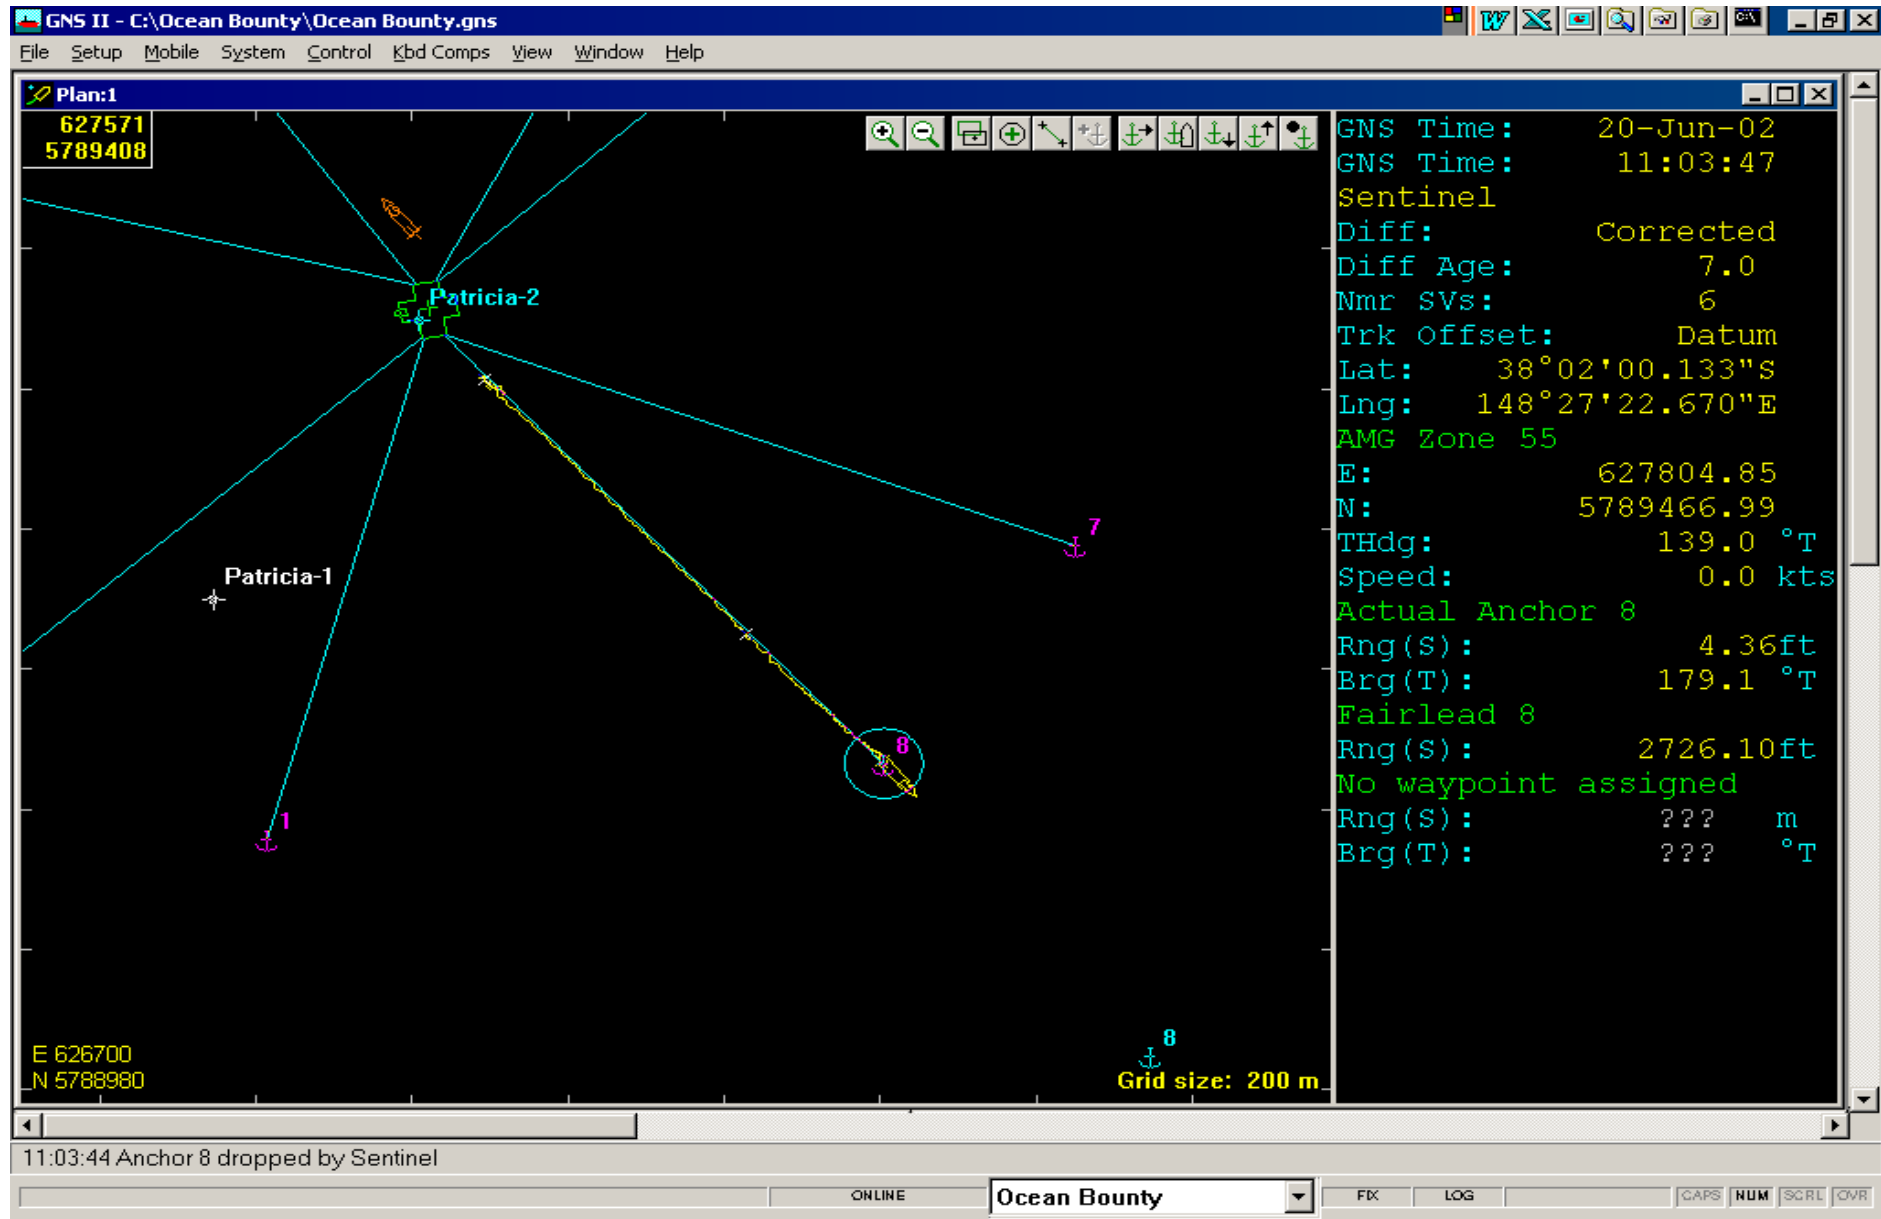 GNS II - C:\Ocean Bounty\Ocean Bounty.gns
File Setup Mobile System Control Kbd Comps View Window Help
Plan:1
627571
5789408
Patricia-2
7
Patricia-1
8
1
8
E 626700
N 5788980
Grid size: 200 m
GNS Time: 20-Jun-02
GNS Time: 11:03:47
Sentinel
Diff: Corrected
Diff Age: 7.0
Nmr SVs: 6
Trk Offset: Datum
Lat: 38°02'00.133"S
Lng: 148°27'22.670"E
AMG Zone 55
E: 627804.85
N: 5789466.99
THdg: 139.0 °T
Speed: 0.0 kts
Actual Anchor 8
Rng(S): 4.36ft
Brg(T): 179.1 °T
Fairlead 8
Rng(S): 2726.10ft
No waypoint assigned
Rng(S): ??? m
Brg(T): ??? °T
11:03:44 Anchor 8 dropped by Sentinel
ONLINE Ocean Bounty FIX LOG CAPS NUM SCRL OVR